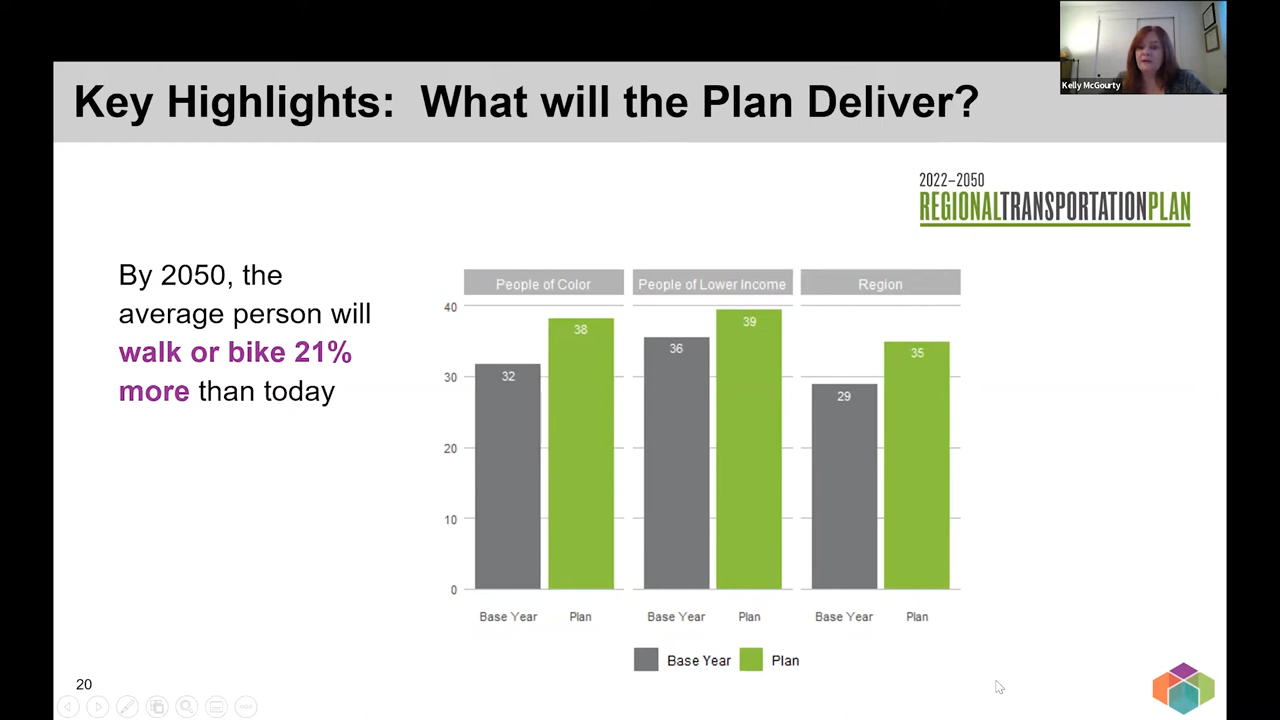 Kelly McGourty
Key Highlights:  What will the Plan Deliver?
2022–2050
REGIONALTRANSPORTATIONPLAN
By 2050, the
average person will
walk or bike 21%
more than today
People of Color
People of Lower Income
Region
40
30
20
10
0
32
38
36
39
29
35
Base Year
Plan
Base Year
Plan
Base Year
Plan
Base Year
Plan
20